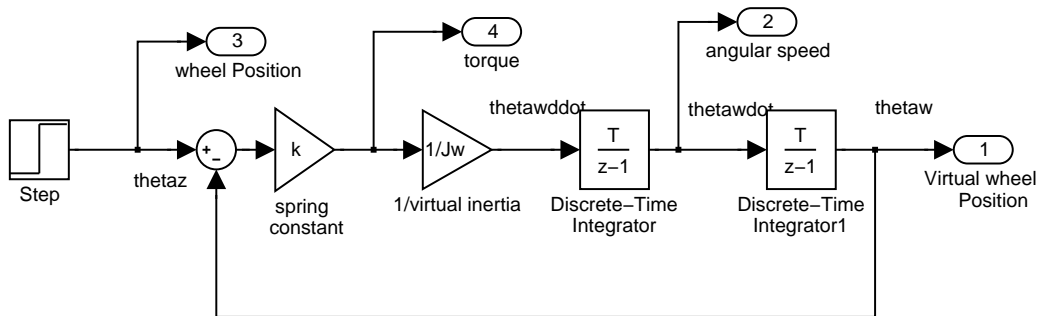 3
wheel Position
4
torque
2
angular speed
Step
thetaz
+
−
k
spring
constant
1/Jw
1/virtual inertia
thetawddot
T
z−1
Discrete−Time
Integrator
thetawdot
T
z−1
Discrete−Time
Integrator1
thetaw
1
Virtual wheel
Position